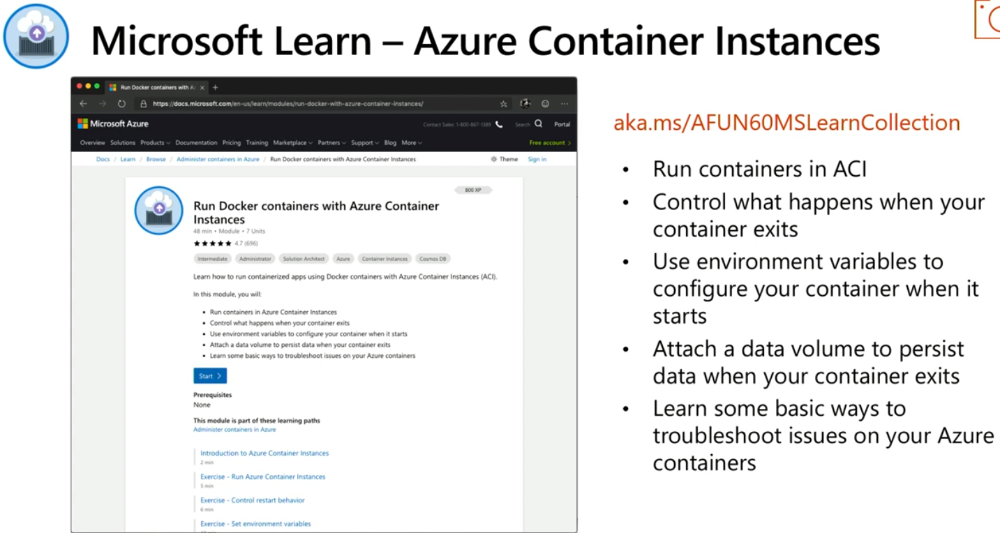 Microsoft Learn – Azure Container Instances
Run Docker containers with Az
https://docs.microsoft.com/en-us/learn/modules/run-docker-with-azure-container-instances/
Microsoft Azure
Contact Sales: 1-800-867-1389
Search
Portal
Overview Solutions Products Documentation Pricing Training Marketplace Partners Support Blog More
Free account
Docs / Learn / Browse / Administer containers in Azure / Run Docker containers with Azure Container Instances
Theme
Sign in
800 XP
Run Docker containers with Azure Container
Instances
48 min • Module • 7 Units
4.7 (696)
Intermediate Administrator Solution Architect Azure Container Instances Cosmos DB
Learn how to run containerized apps using Docker containers with Azure Container Instances (ACI).
In this module, you will:
• Run containers in Azure Container Instances
• Control what happens when your container exits
• Use environment variables to configure your container when it starts
• Attach a data volume to persist data when your container exits
• Learn some basic ways to troubleshoot issues on your Azure containers
Start
Prerequisites
None
This module is part of these learning paths
Administer containers in Azure
Introduction to Azure Container Instances
2 min
Exercise - Run Azure Container Instances
5 min
Exercise - Control restart behavior
6 min
Exercise - Set environment variables
aka.ms/AFUN60MSLearnCollection
• Run containers in ACI
• Control what happens when your
container exits
• Use environment variables to
configure your container when it
starts
• Attach a data volume to persist
data when your container exits
• Learn some basic ways to
troubleshoot issues on your Azure
containers